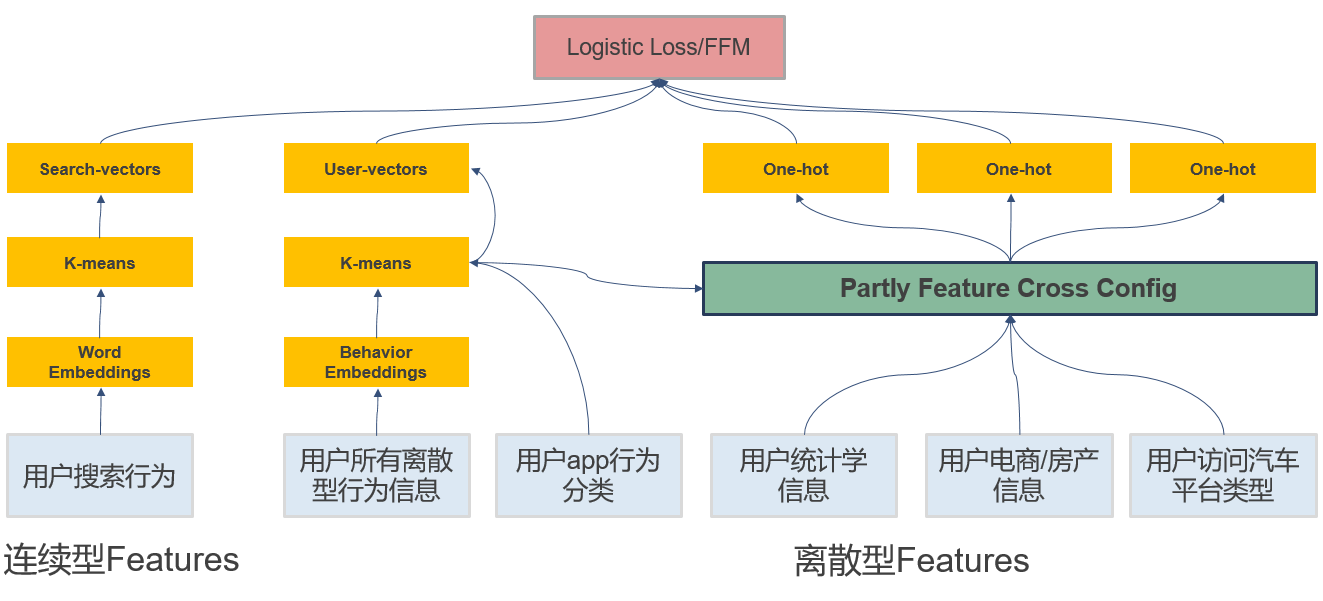 Logistic Loss/FFM
Search-vectors
User-vectors
One-hot
One-hot
One-hot
K-means
K-means
Partly Feature Cross Config
Word
Embeddings
Behavior
Embeddings
用户搜索行为
用户所有离散
型行为信息
用户app行为
分类
用户统计学
信息
用户电商/房产
信息
用户访问汽车
平台类型
连续型Features
离散型Features